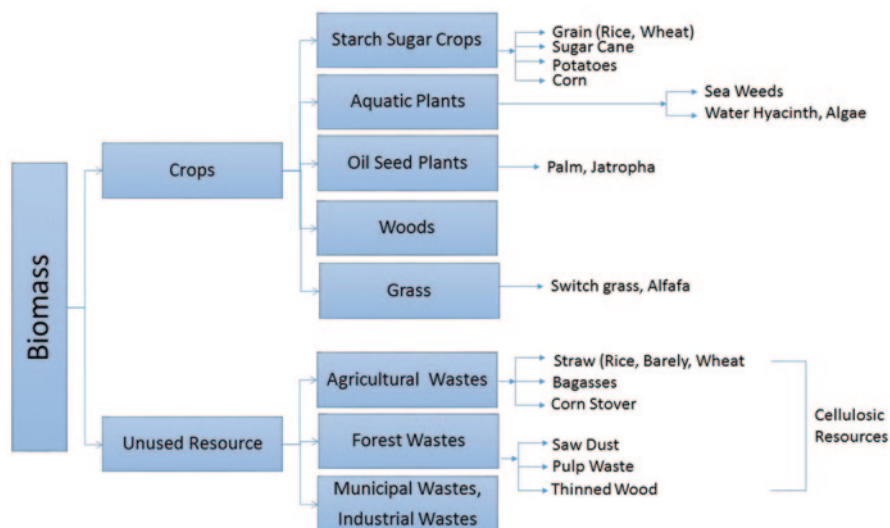 Biomass
Crops
Starch Sugar Crops
Grain (Rice, Wheat)
Sugar Cane
Potatoes
Corn
Aquatic Plants
Sea Weeds
Water Hyacinth, Algae
Oil Seed Plants
Palm, Jatropha
Woods
Grass
Switch grass, Alfafa
Unused Resource
Agricultural Wastes
Straw (Rice, Barely, Wheat
Bagasses
Corn Stover
Forest Wastes
Saw Dust
Pulp Waste
Thinned Wood
Cellulosic
Resources
Municipal Wastes,
Industrial Wastes